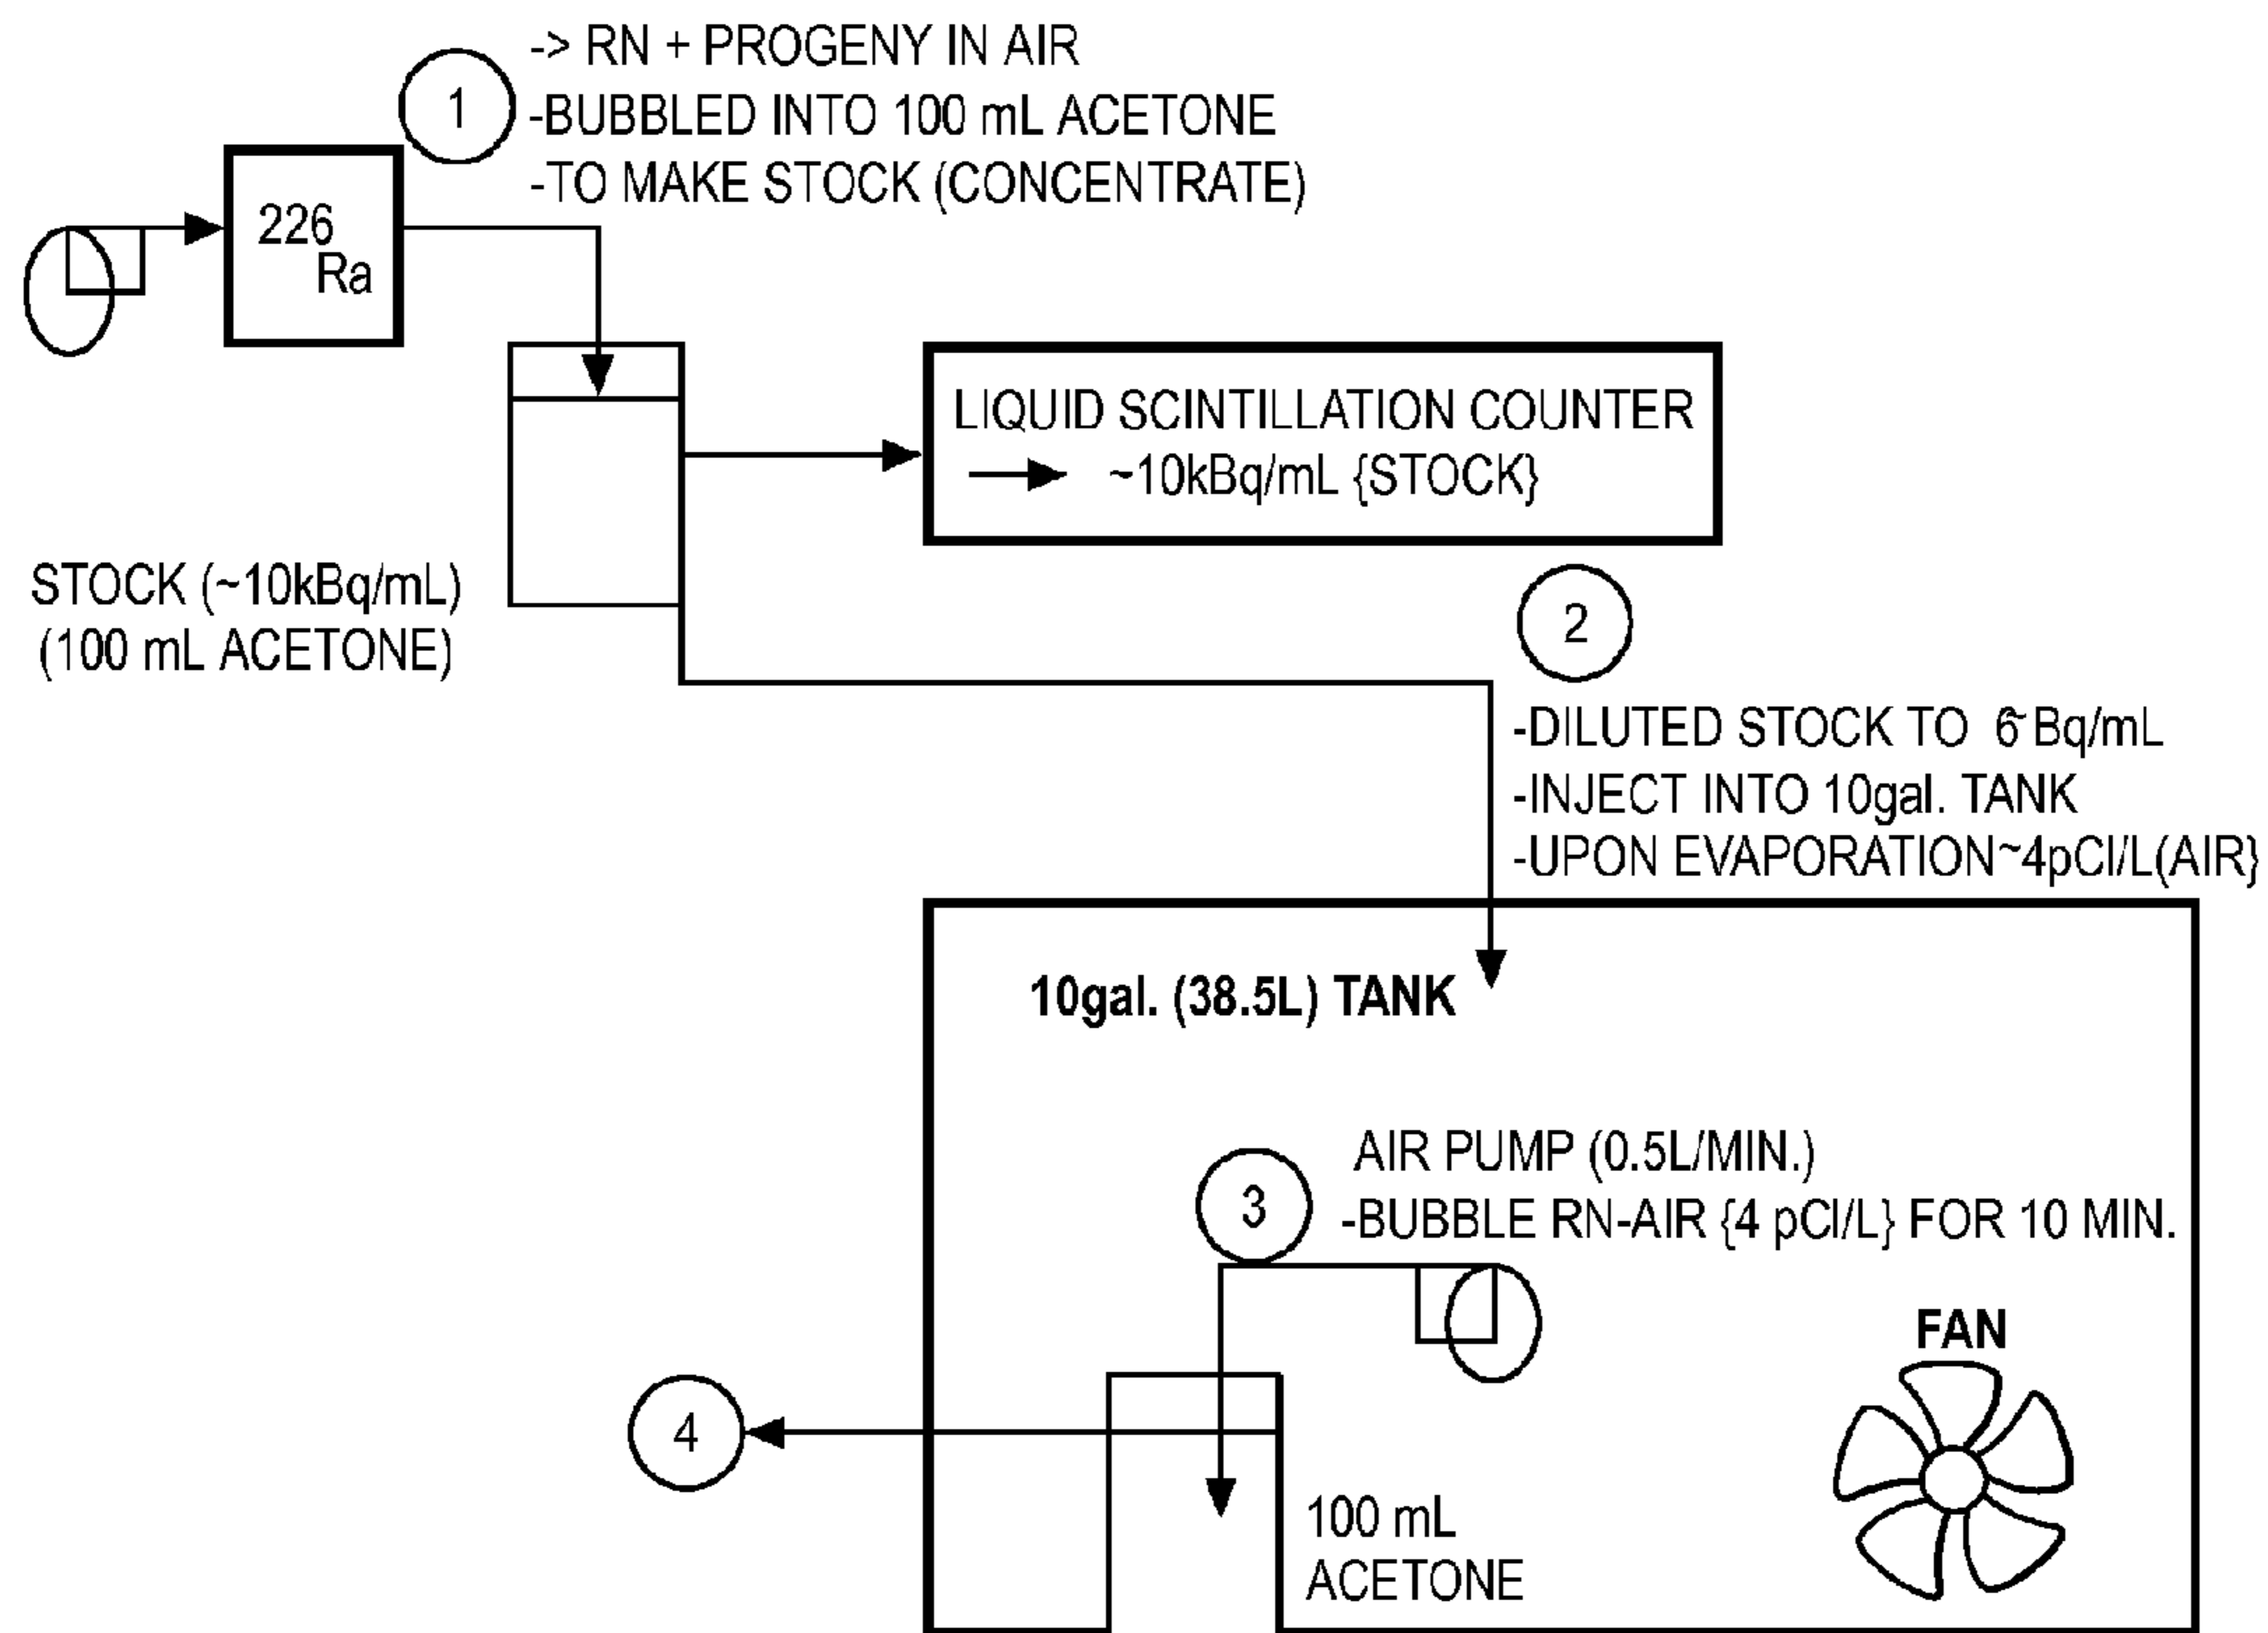 1
-> RN + PROGENY IN AIR
-BUBBLED INTO 100 mL ACETONE
-TO MAKE STOCK (CONCENTRATE)
226
Ra
LIQUID SCINTILLATION COUNTER
~10kBq/mL {STOCK}
STOCK (~10kBq/mL)
(100 mL ACETONE)
2
-DILUTED STOCK TO 6~Bq/mL
-INJECT INTO 10gal. TANK
-UPON EVAPORATION~4pCI/L(AIR}
10gal. (38.5L) TANK
3
AIR PUMP (0.5L/MIN.)
-BUBBLE RN-AIR {4 pCI/L} FOR 10 MIN.
FAN
4
100 mL
ACETONE